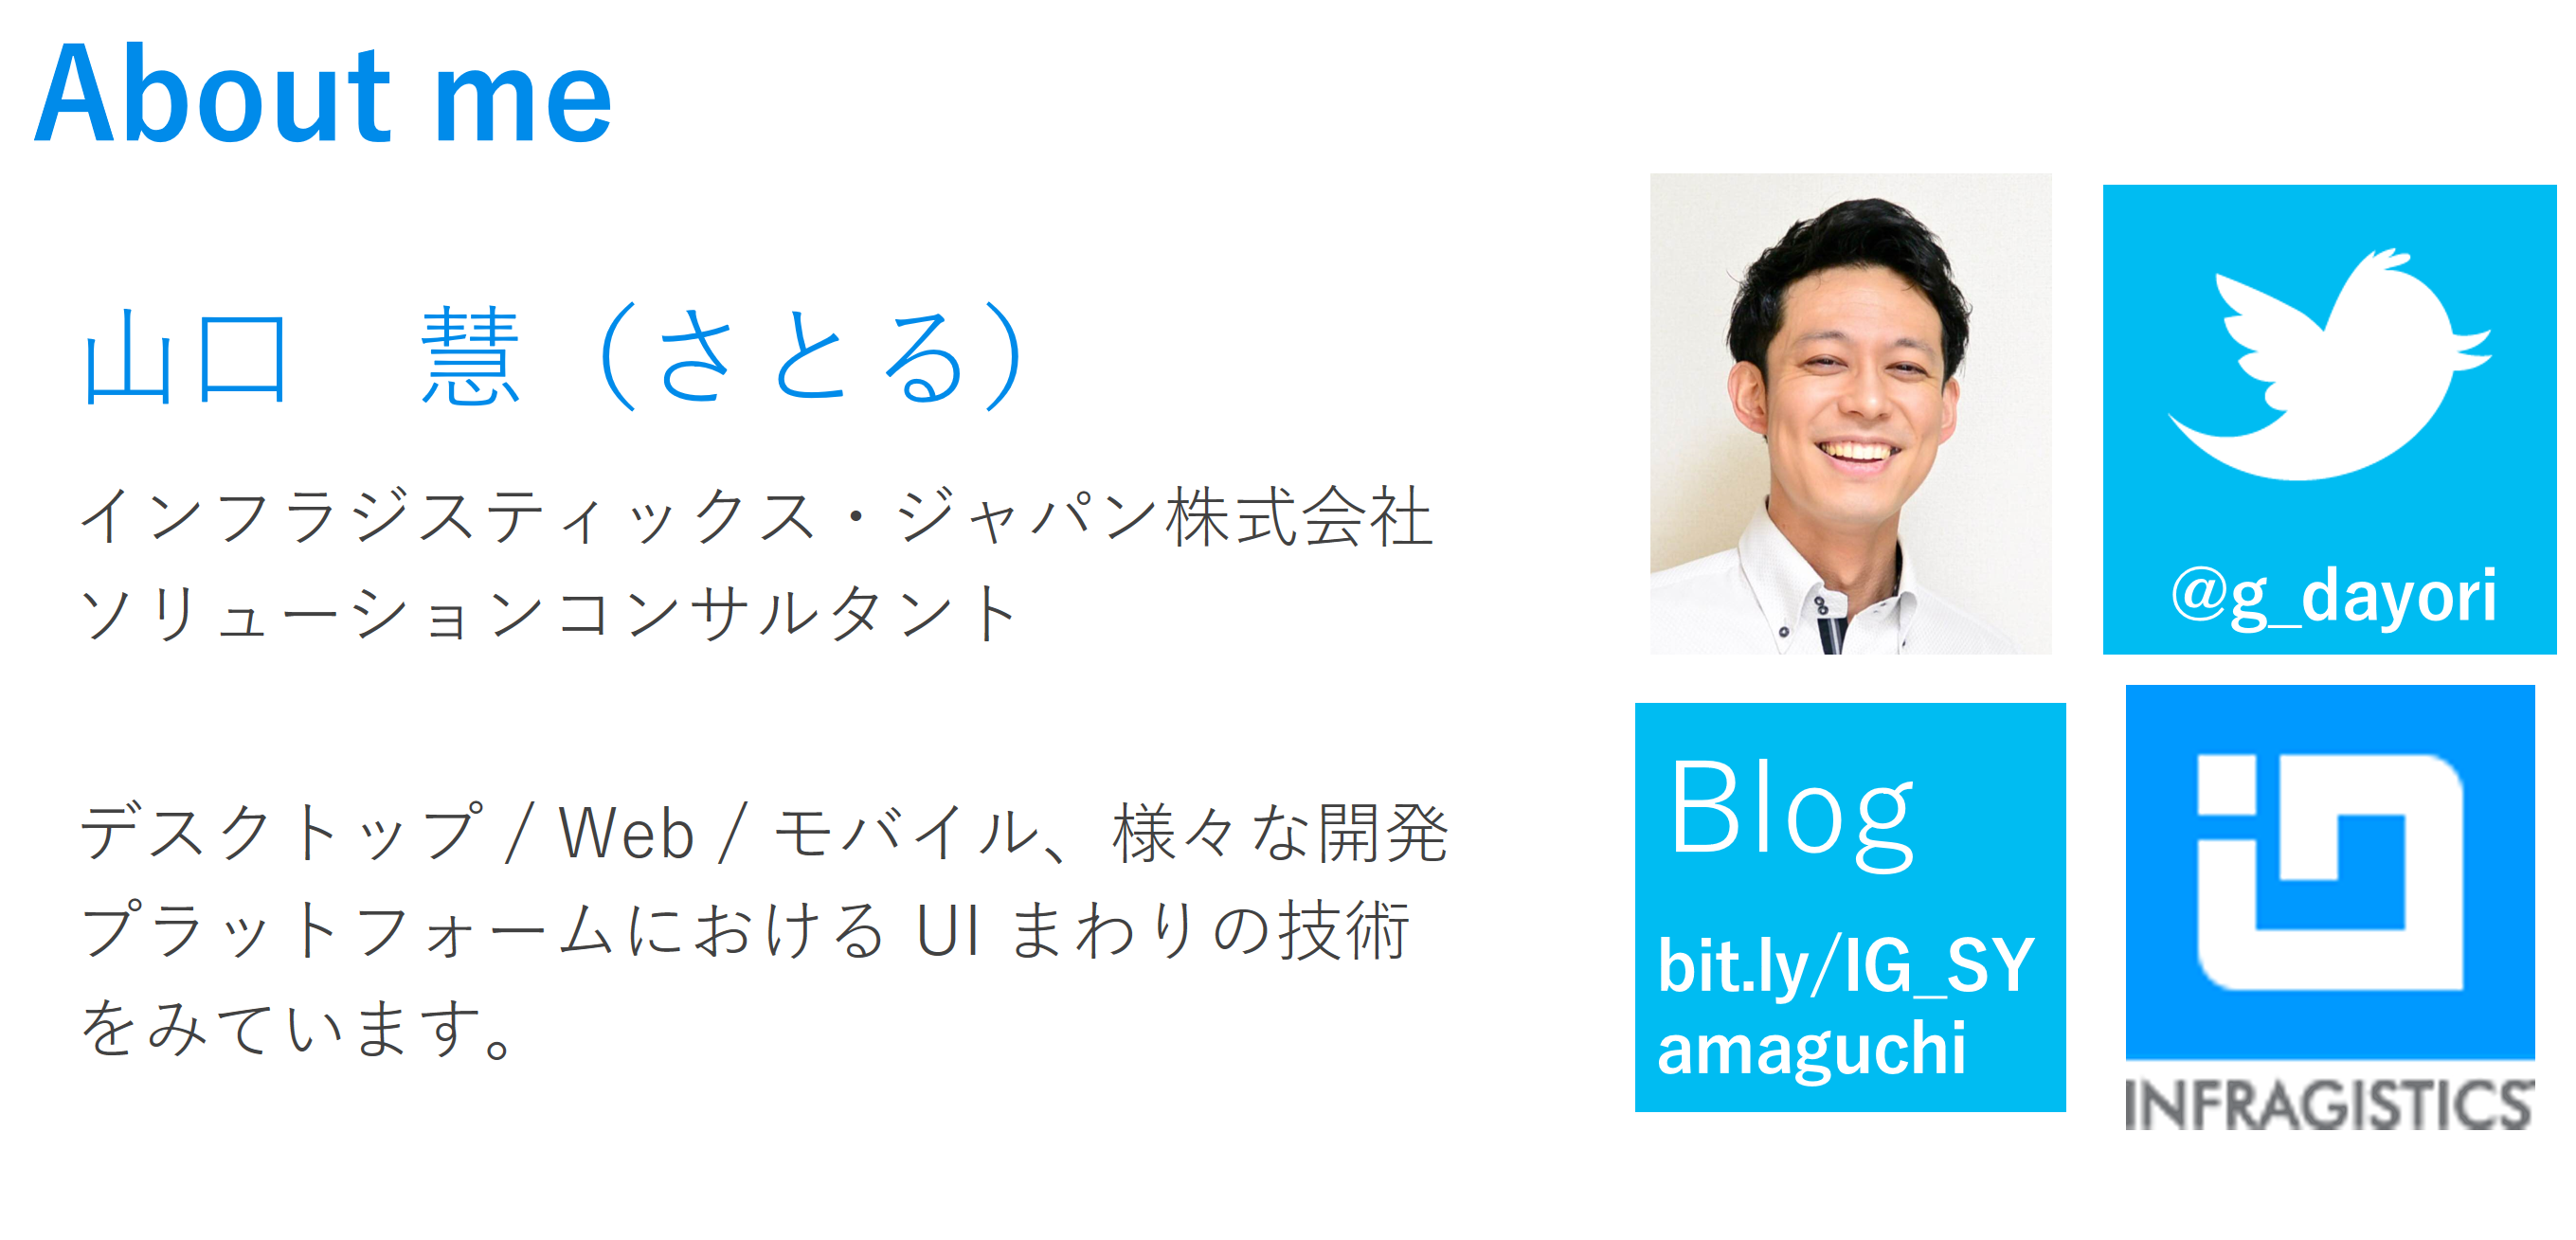 About me
山口　慧（さとる）
インフラジスティックス・ジャパン株式会社
ソリューションコンサルタント
デスクトップ / Web / モバイル、様々な開発
プラットフォームにおける UI まわりの技術
をみています。
@g_dayori
Blog
bit.ly/IG_SY
amaguchi
INFRAGISTICS